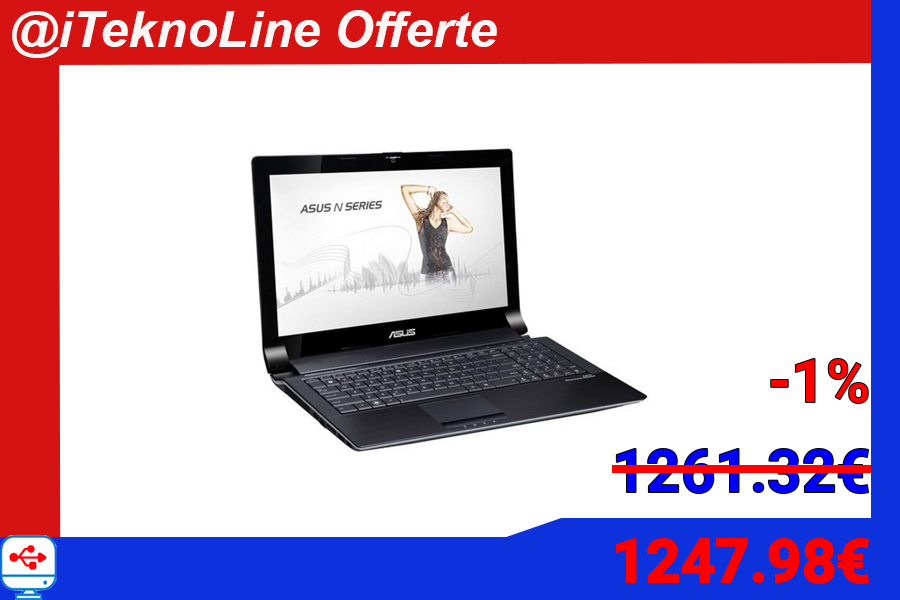 @iTeknoLine Offerte
ASUS N SERIES
ASUS
-1%
1261.32€
1247.98€